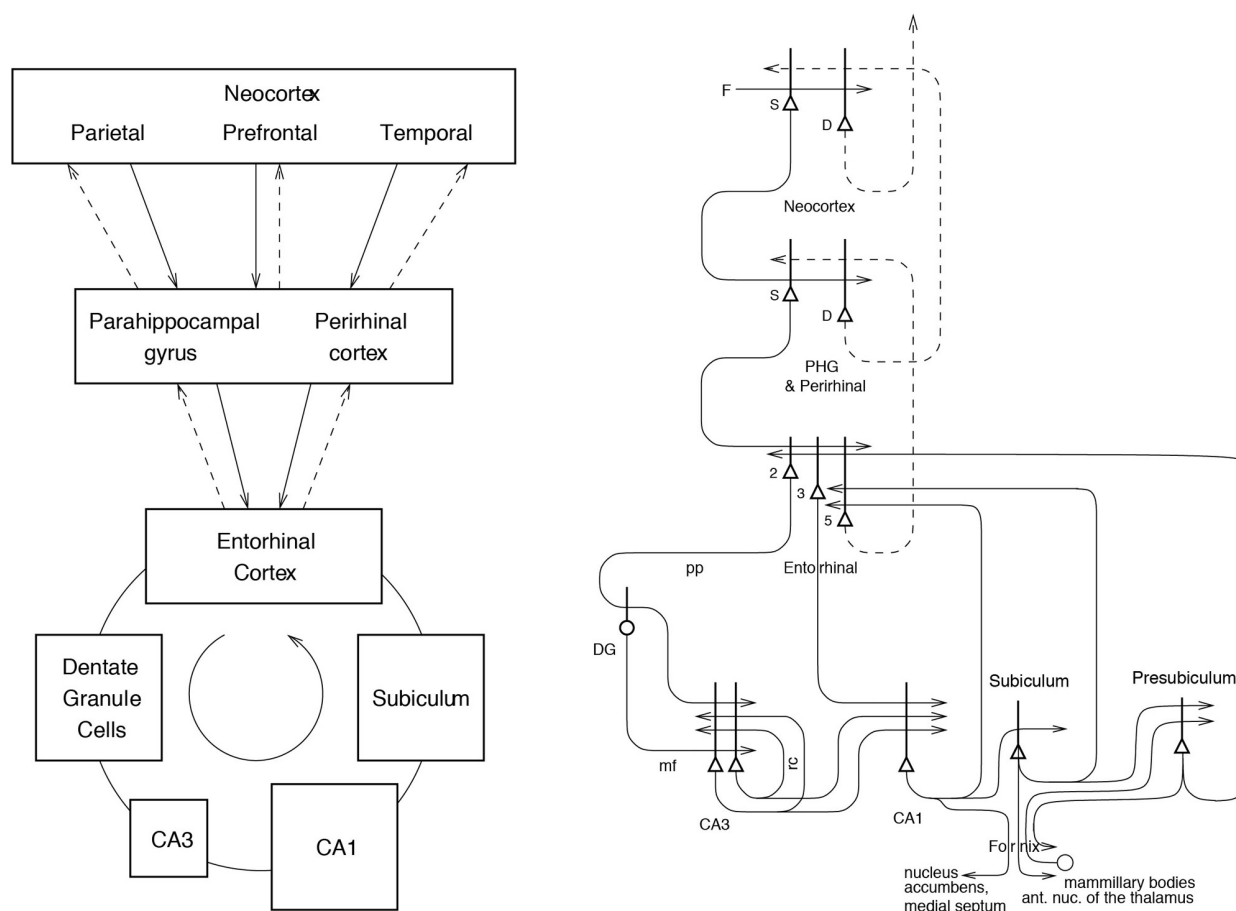 Neocortex
Parietal Prefrontal Temporal
Parahippocampal
gyrus
Perirhinal
cortex
Entorhinal
Cortex
Dentate
Granule
Cells
Subiculum
CA3
CA1
F
S
D
Neocortex
S
D
PHG
& Perirhinal
2
3
5
Entorhinal
pp
DG
mf
rc
CA3
CA1
Subiculum
Presubiculum
Fornix
nucleus
accumbens,
medial septum
mammillary bodies
ant. nuc. of the thalamus